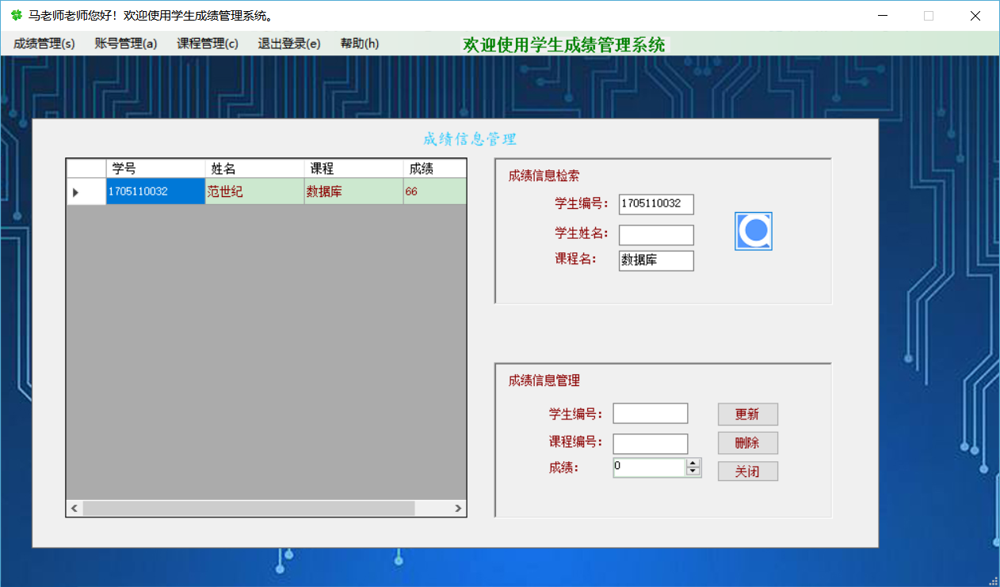 马老师老师您好！欢迎使用学生成绩管理系统。
成绩管理(s) 账号管理(a) 课程管理(c) 退出登录(e) 帮助(h) 欢迎使用学生成绩管理系统
成绩信息管理
学号 姓名 课程 成绩
1705110032 范世纪 数据库 66
成绩信息检索
学生编号: 1705110032
学生姓名:
课程名: 数据库
成绩信息管理
学生编号: 更新
课程编号: 删除
成绩: 0
关闭